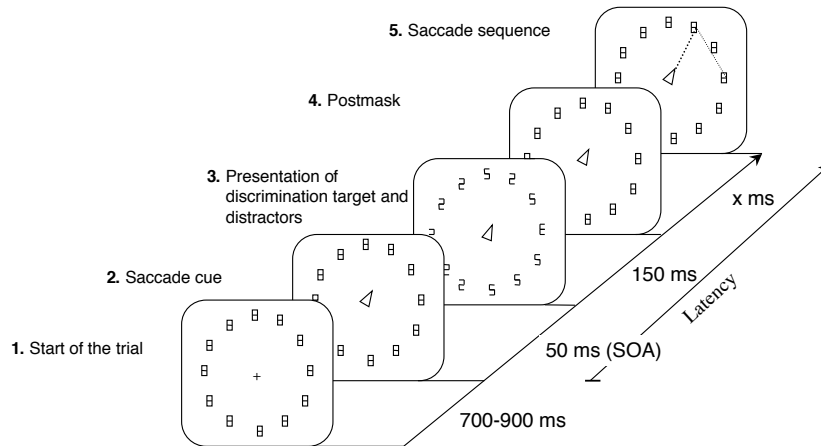 5. Saccade sequence
4. Postmask
3. Presentation of
discrimination target and
distractors
2. Saccade cue
1. Start of the trial
x ms
150 ms
Latency
50 ms (SOA)
700-900 ms